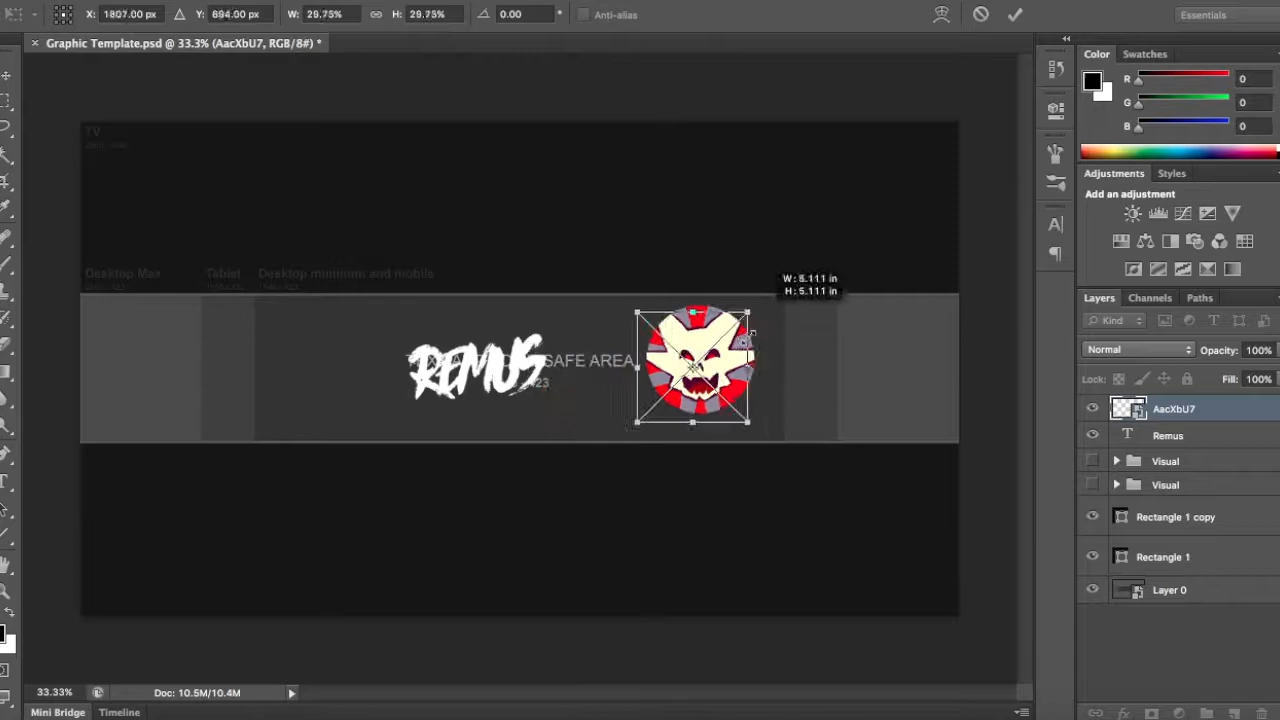 X: 1807.00 px Y: 694.00 px W: 29.75% H: 29.75% 0.00 ° Anti-alias Essentials
× Graphic Template.psd @ 33.3% (AacXbU7, RGB/8#) *
Color Swatches
R 0
G 0
B 0
TV
Adjustments Styles
Add an adjustment
Desktop Max Tablet Desktop minimum and mobile
W: 5.111 in
H: 5.111 in
REMUS
SAFE AREA
423
Layers Channels Paths
Kind
Normal Opacity: 100%
Lock: Fill: 100%
AacXbU7
T Remus
Visual
Visual
Rectangle 1 copy
Rectangle 1
Layer 0
33.33% Doc: 10.5M/10.4M
Mini Bridge Timeline